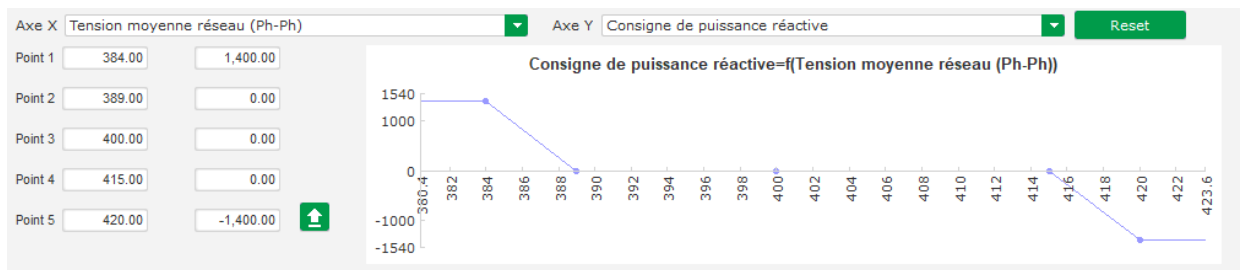 Axe X Tension moyenne réseau (Ph-Ph) Axe Y Consigne de puissance réactive Reset
Point 1 384.00 1,400.00
Point 2 389.00 0.00
Point 3 400.00 0.00
Point 4 415.00 0.00
Point 5 420.00 -1,400.00
Consigne de puissance réactive=f(Tension moyenne réseau (Ph-Ph))
1540
1000
0
-1000
-1540
380.4 382 384 386 388 390 392 394 396 398 400 402 404 406 408 410 412 414 416 418 420 422 423.6